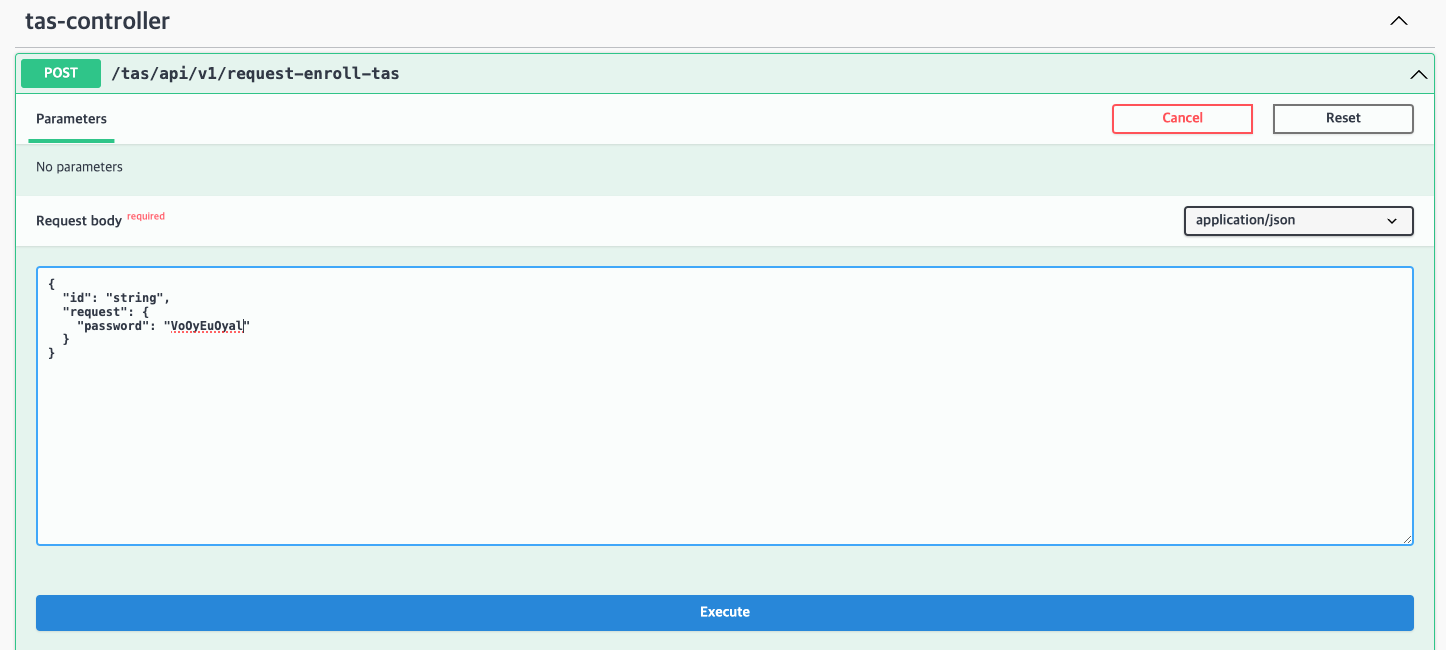 tas-controller
POST /tas/api/v1/request-enroll-tas
Parameters
Cancel
Reset
No parameters
Request body required
application/json
{
  "id": "string",
  "request": {
    "password": "VoOyEuOyal"
  }
}
Execute